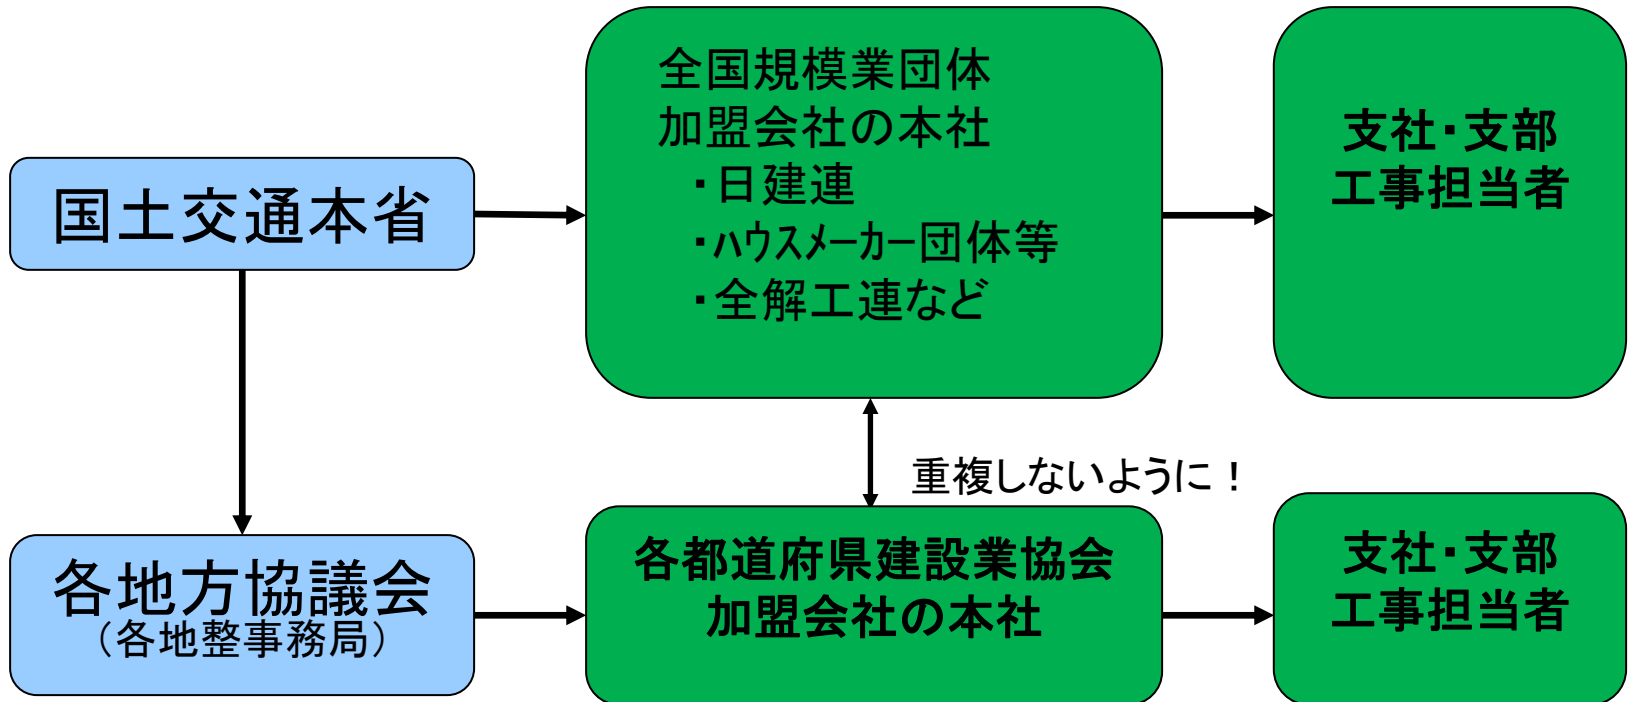 全国規模業団体
加盟会社の本社
・日建連
・ﾊｳｽﾒｰｶｰ団体等
・全解工連など
支社・支部
工事担当者
国土交通本省
重複しないように！
各地方協議会
（各地整事務局）
各都道府県建設業協会
加盟会社の本社
支社・支部
工事担当者